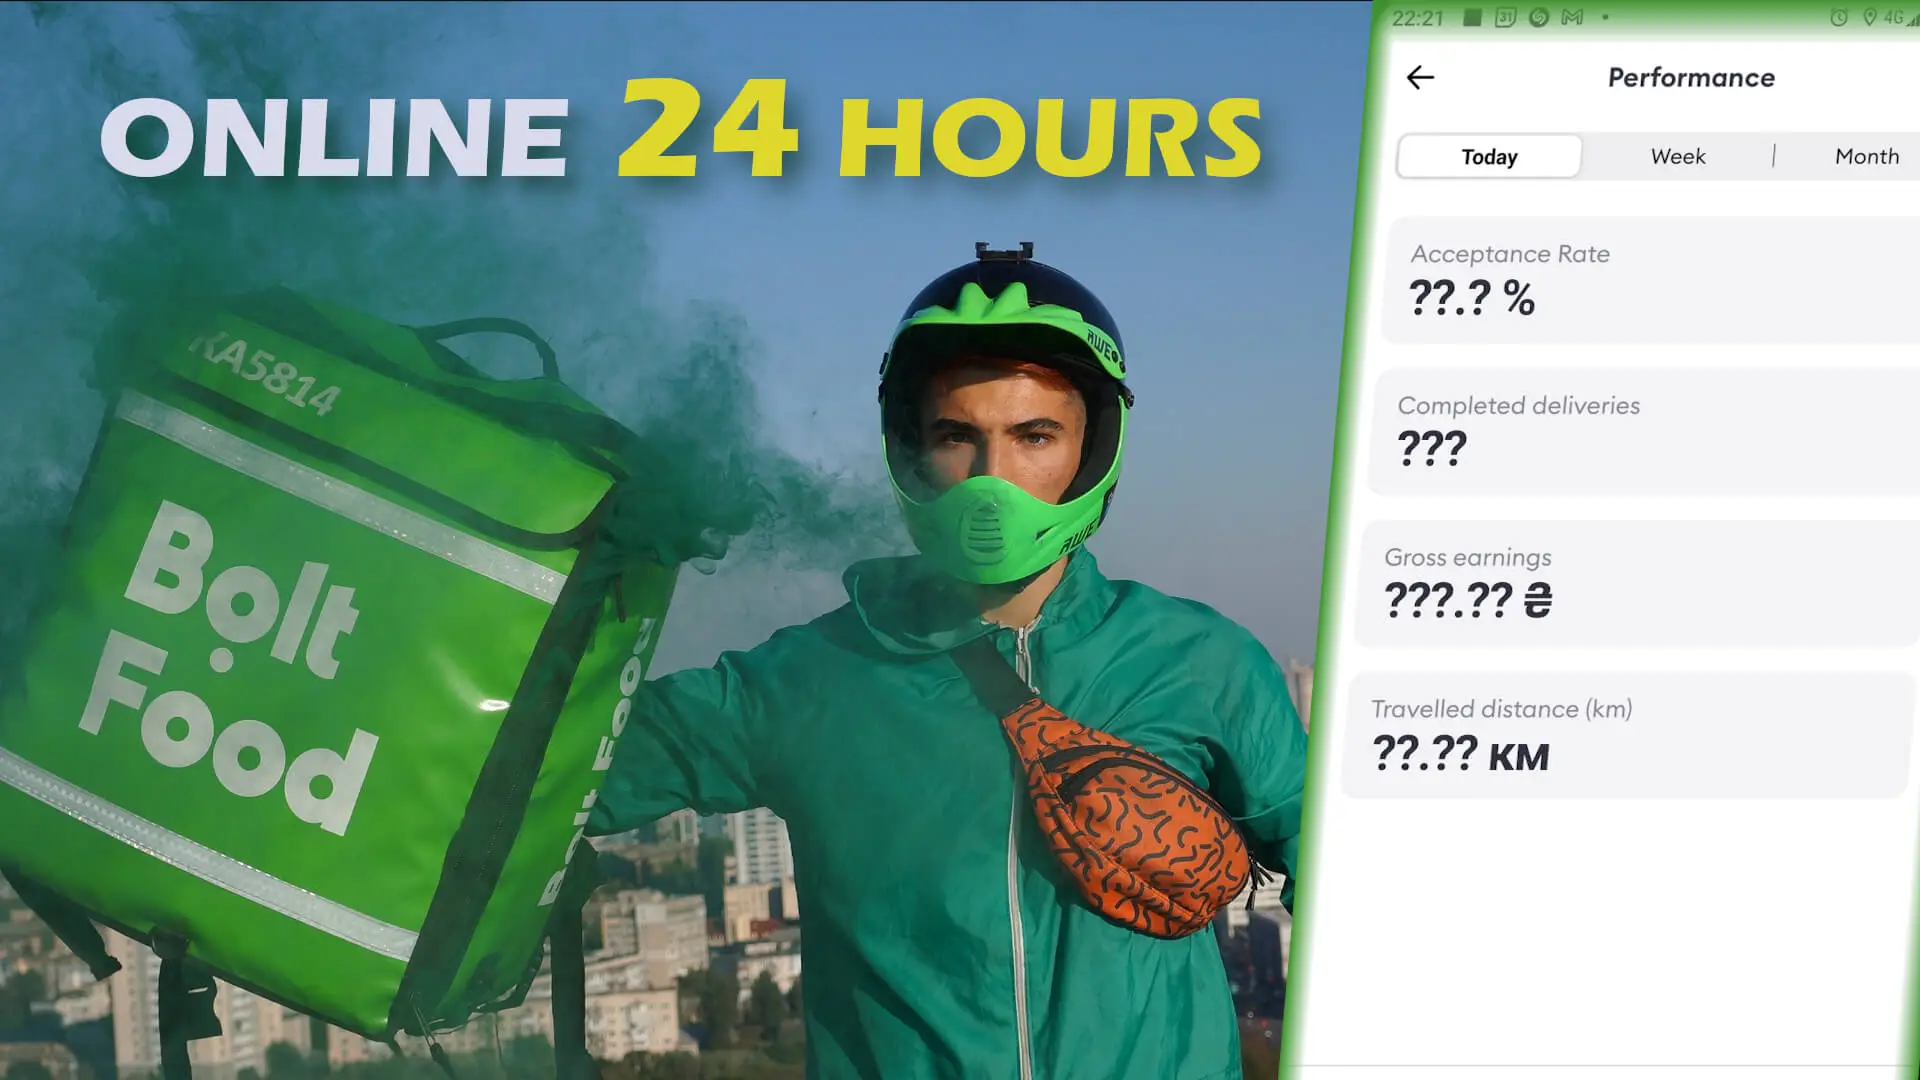 ONLINE 24 HOURS
KA5814
Bolt
Food
Bolt Food
AWE
AWE
22:21
31
4G
Performance
Today
Week
Month
Acceptance Rate
??.? %
Completed deliveries
???
Gross earnings
???.?? ₴
Travelled distance (km)
??.?? км